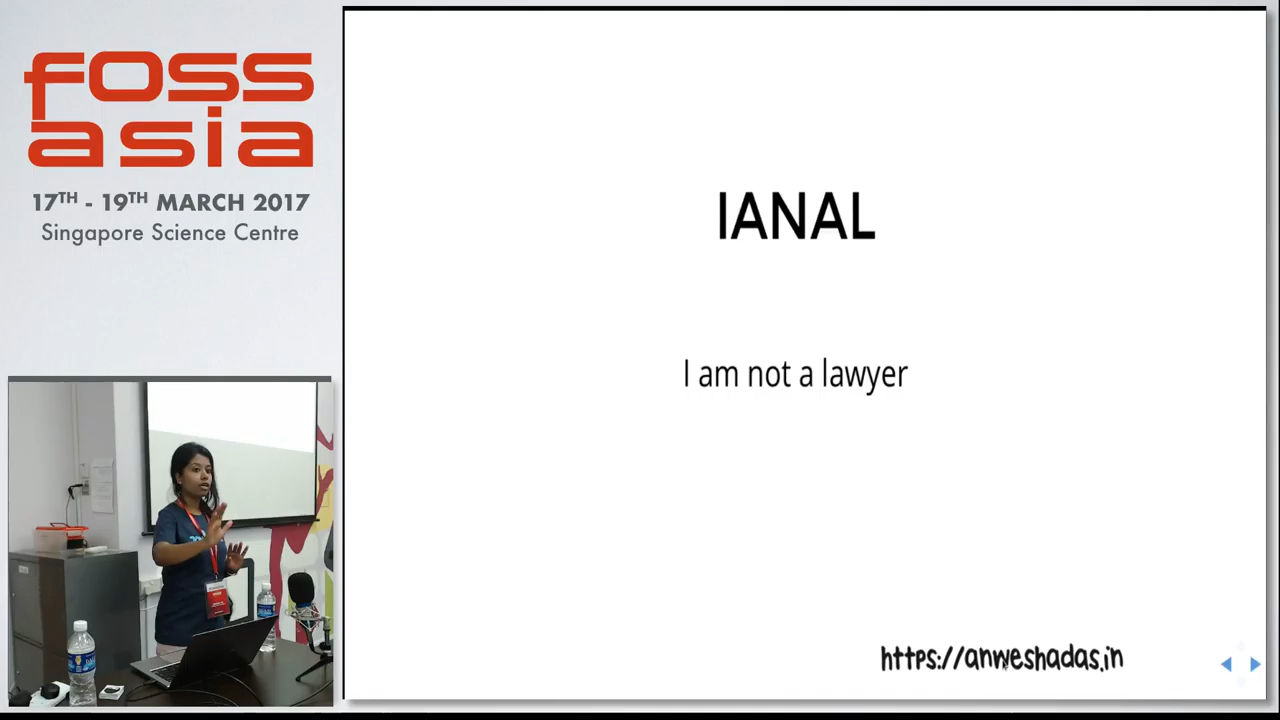 foss
asia
17TH - 19TH MARCH 2017
Singapore Science Centre
IANAL
I am not a lawyer
https://anweshadas.in